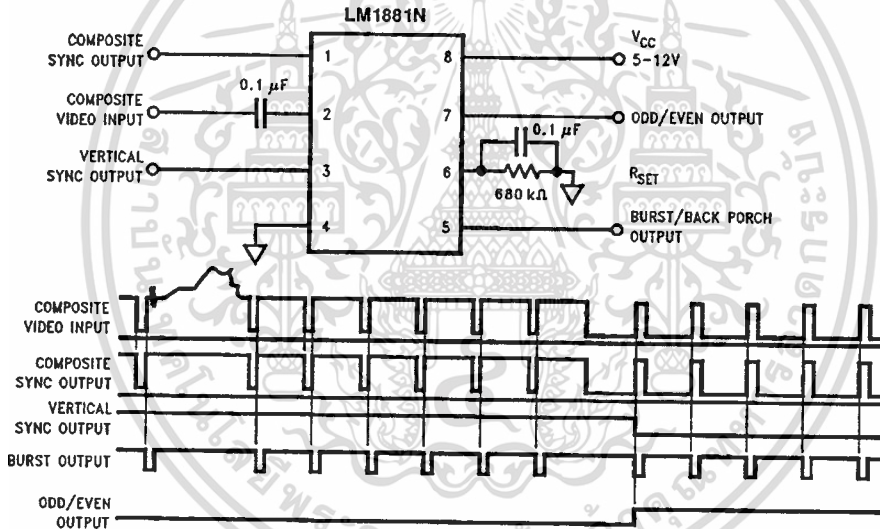 LM1881N
COMPOSITE
SYNC OUTPUT
1
8
VCC
5-12V
0.1 μF
COMPOSITE
VIDEO INPUT
2
7
ODD/EVEN OUTPUT
0.1 μF
VERTICAL
SYNC OUTPUT
3
6
680 kΩ
RSET
4
5
BURST/BACK PORCH
OUTPUT
COMPOSITE
VIDEO INPUT
COMPOSITE
SYNC OUTPUT
VERTICAL
SYNC OUTPUT
BURST OUTPUT
ODD/EVEN
OUTPUT